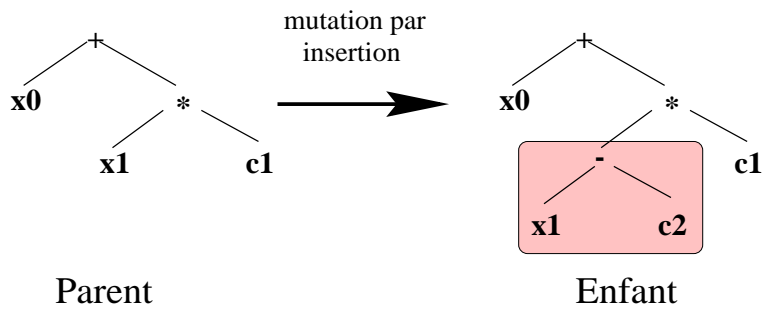 mutation par
insertion
+
x0
*
x1
c1
+
x0
*
-
c1
x1
c2
Parent
Enfant